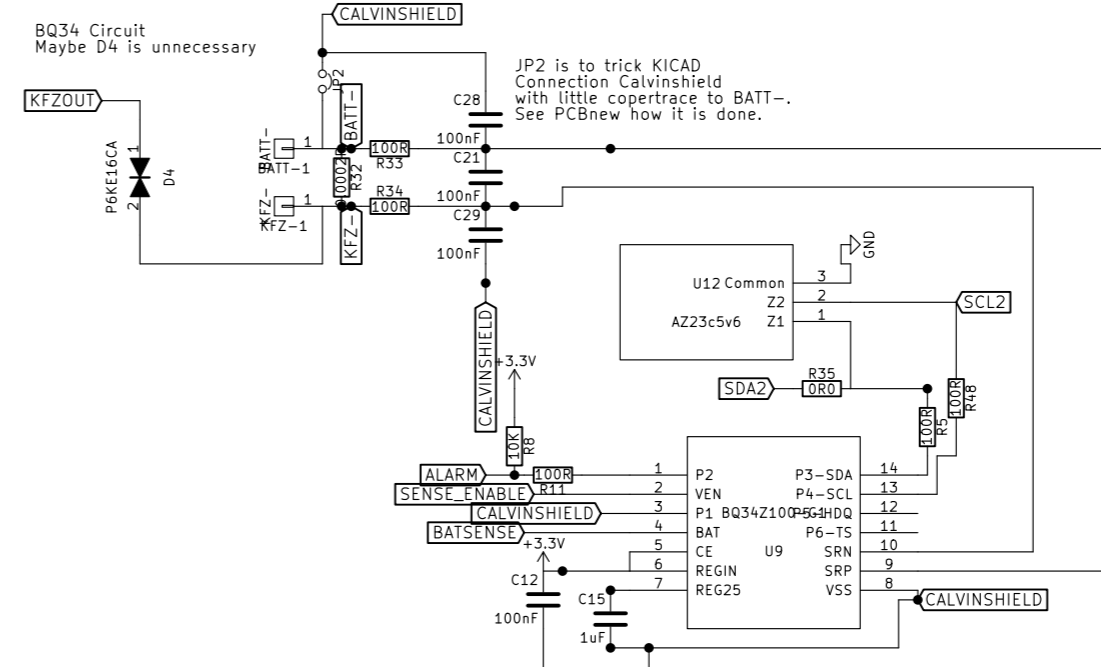 CALVINSHIELD
BQ34 Circuit
Maybe D4 is unnecessary
JP2 is to trick KICAD
Connection Calvinshield
with little copertrace to BATT-.
See PCBnew how it is done.
JP2
KFZOUT
BATT-
C28
100nF
P6KE16CA
1
2
D4
BATT-
1
BATT-1
100R
R33
C21
100nF
0002R
R32
R34
100R
KFZ-
1
KFZ-1
KFZ-
C29
100nF
GND
U12 Common
3
Z2
2
AZ23c5v6
Z1
1
SCL2
CALVINSHIELD
+3.3V
SDA2
R35
0R0
100R
R48
100R
R5
10K
R8
ALARM
100R
R11
1
P2
P3-SDA
14
SENSE_ENABLE
2
VEN
P4-SCL
13
CALVINSHIELD
3
P1
BQ34Z100-G1
P5-HDQ
12
BATSENSE
4
BAT
P6-TS
11
+3.3V
5
CE
U9
SRN
10
6
REGIN
SRP
9
7
REG25
VSS
8
C12
100nF
C15
1uF
CALVINSHIELD